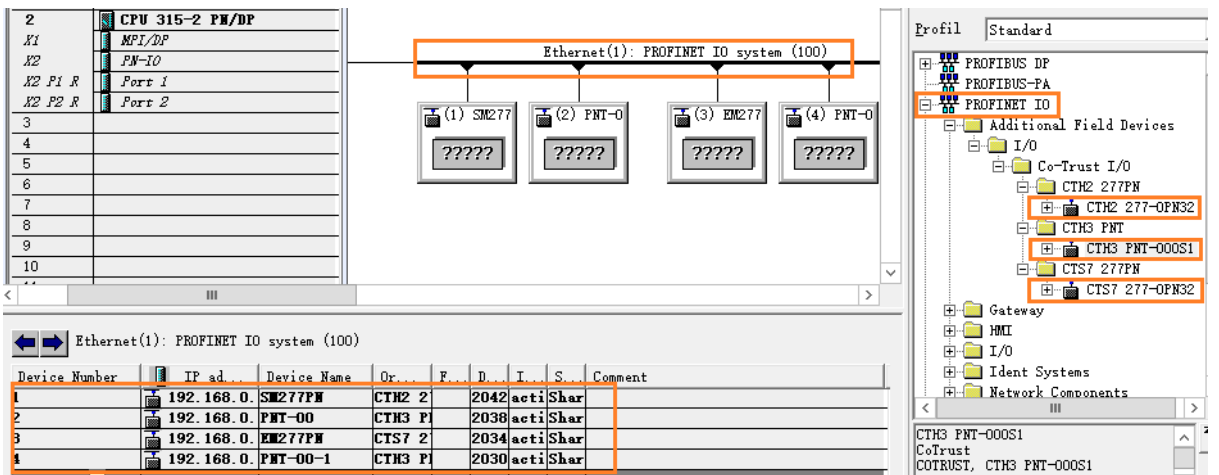 2 CPU 315-2 PN/DP
X1 MPI/DP
X2 PN-IO
X2 P1 R Port 1
X2 P2 R Port 2
3
4
5
6
7
8
9
10
Ethernet(1): PROFINET IO system (100)
(1) SM277 (2) PNT-0 (3) EM277 (4) PNT-0
????? ????? ????? ?????
Profil Standard
PROFIBUS DP
PROFIBUS-PA
PROFINET IO
Additional Field Devices
I/O
Co-Trust I/O
CTH2 277PN
CTH2 277-0PN32
CTH3 PNT
CTH3 PNT-000S1
CTS7 277PN
CTS7 277-0PN32
Gateway
HMI
I/O
Ident Systems
Network Components
Ethernet(1): PROFINET IO system (100)
Device Number IP ad... Device Name Or... F... D... I... S... Comment
1 192.168.0. SM277PN CTH2 2 2042 acti Shar
2 192.168.0. PNT-00 CTH3 P 2038 acti Shar
3 192.168.0. EM277PN CTS7 2 2034 acti Shar
4 192.168.0. PNT-00-1 CTH3 P 2030 acti Shar
CTH3 PNT-000S1
CoTrust
COTRUST, CTH3 PNT-000S1